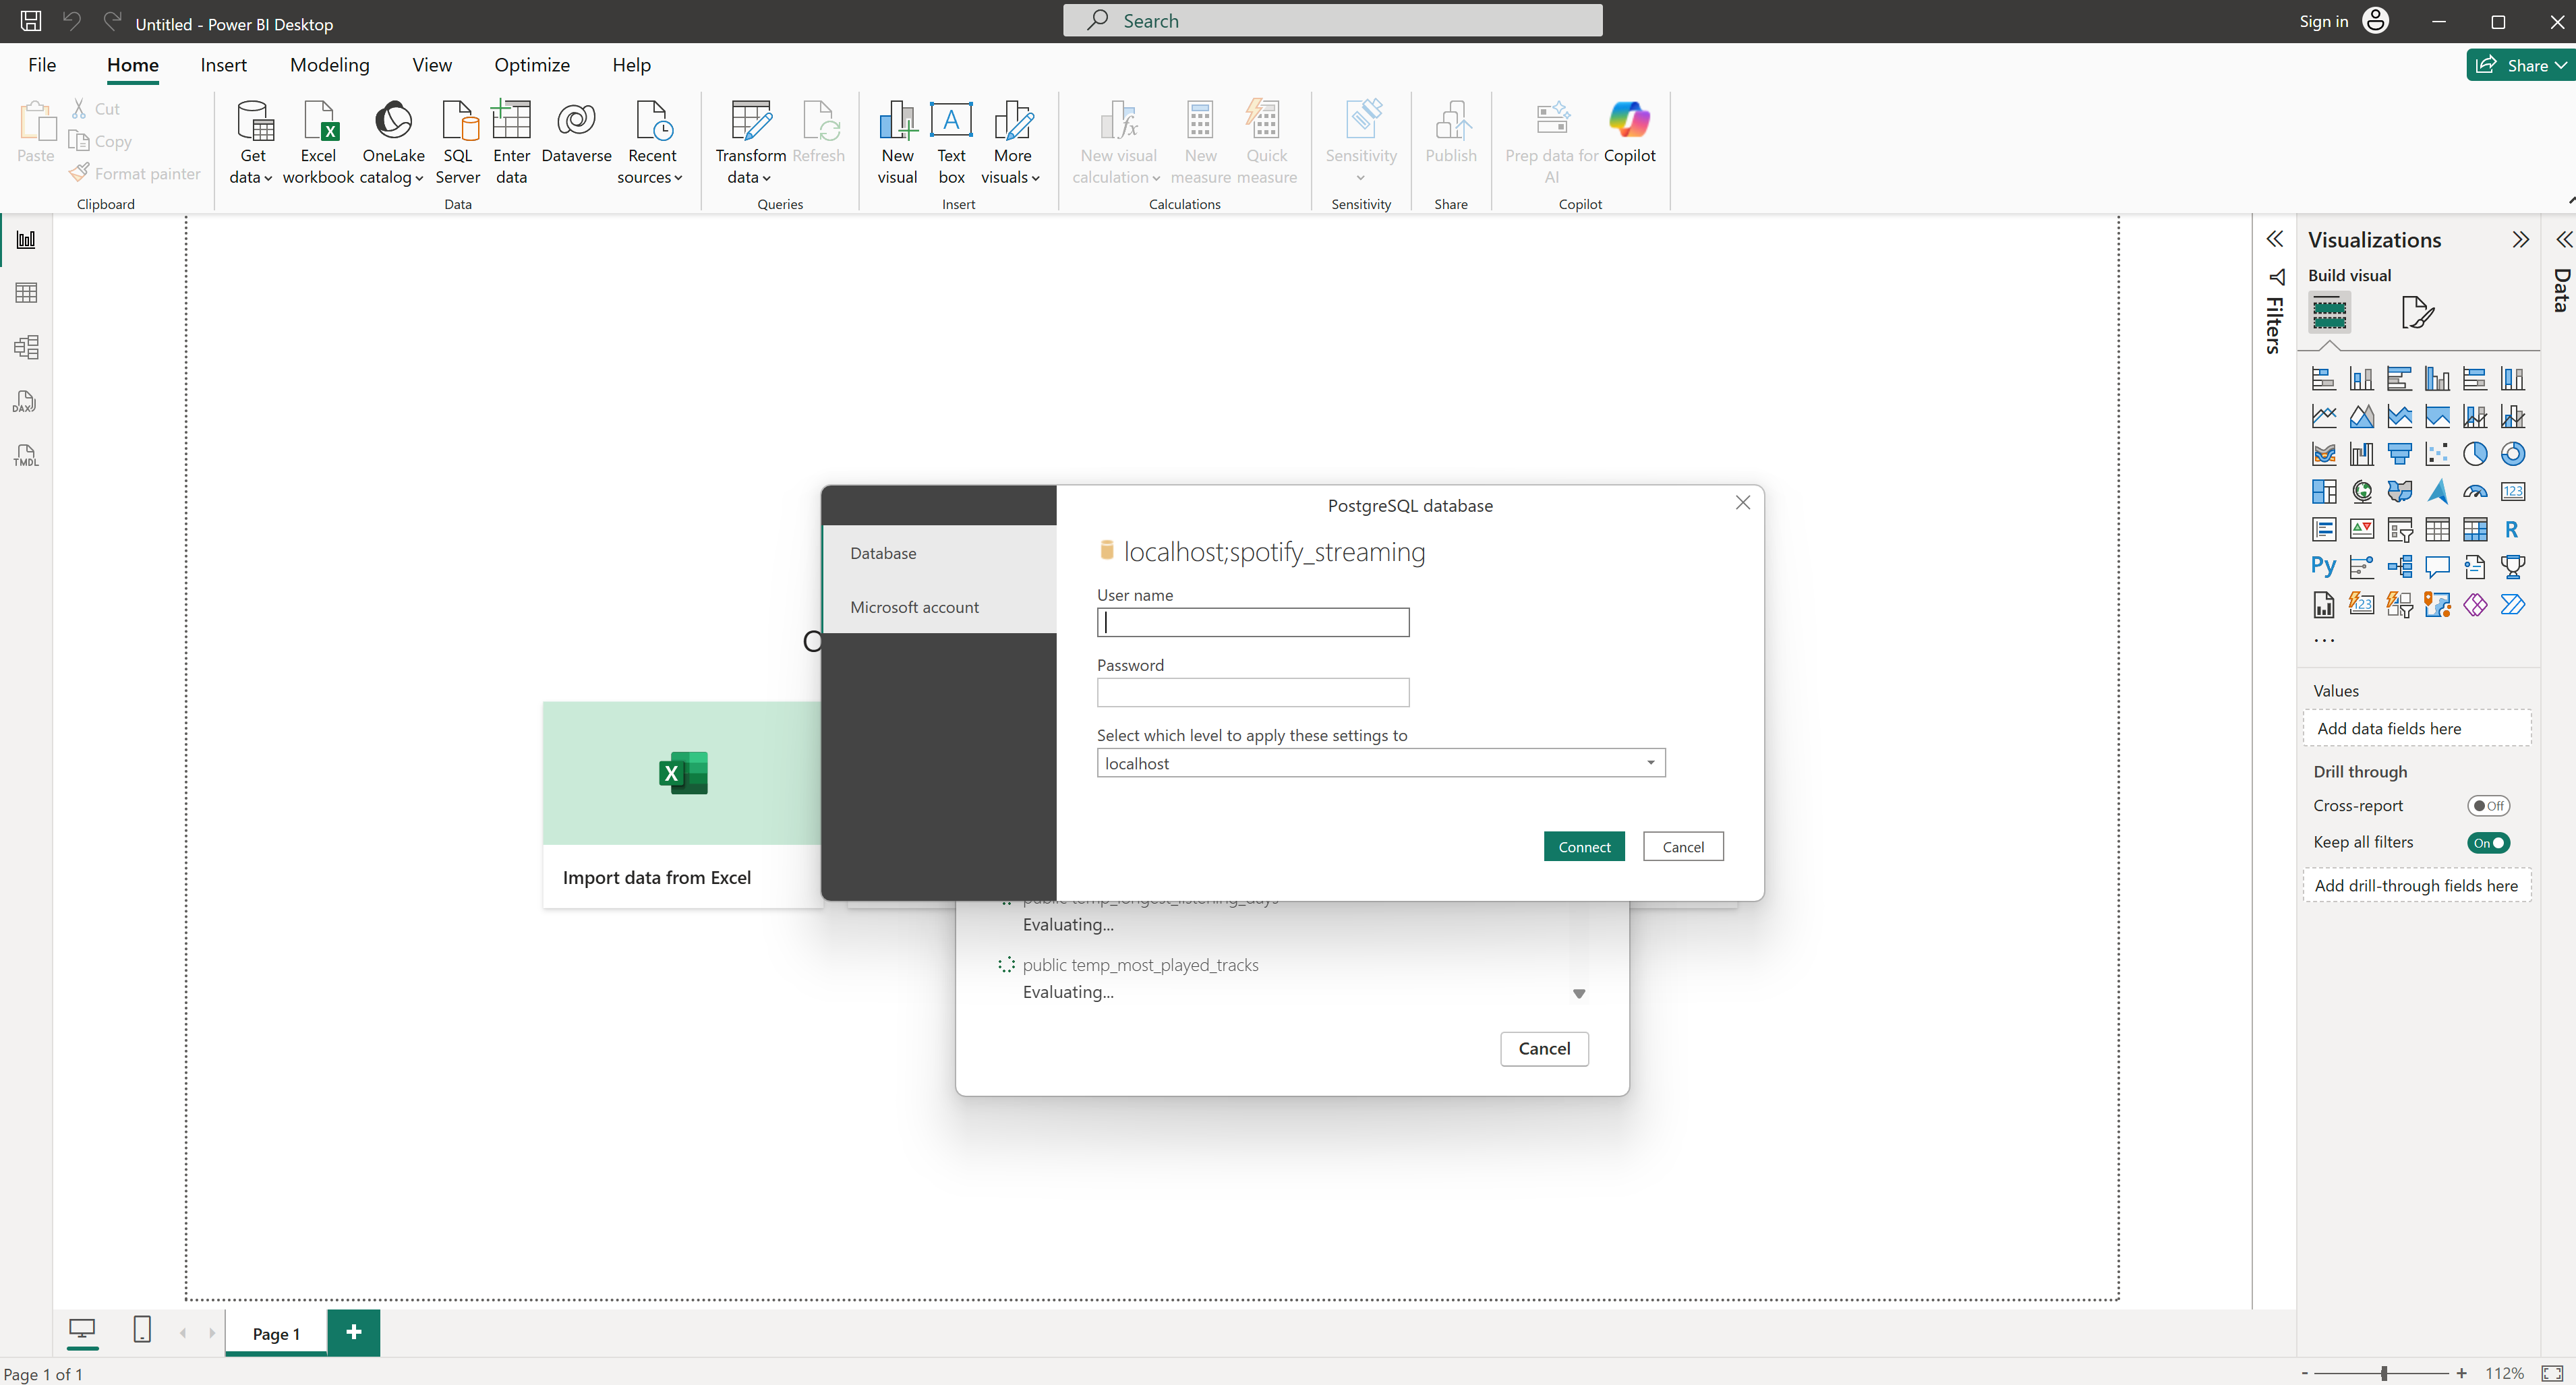 Untitled - Power BI Desktop
Search
Sign in
File Home Insert Modeling View Optimize Help
Share
Paste
Cut
Copy
Format painter
Clipboard
Get data
Excel workbook
OneLake catalog
SQL Server
Enter data
Dataverse
Recent sources
Data
Transform data
Refresh
Queries
New visual
Text box
More visuals
Insert
New visual calculation
New measure
Quick measure
Calculations
Sensitivity
Sensitivity
Publish
Share
Prep data for AI
Copilot
Copilot
DAX
TMDL
Filters
Visualizations
Data
Build visual
123
R
Py
123
Values
Add data fields here
Drill through
Cross-report
Off
Keep all filters
On
Add drill-through fields here
O
Import data from Excel
PostgreSQL database
Database
Microsoft account
localhost;spotify_streaming
User name
Password
Select which level to apply these settings to
localhost
Connect
Cancel
public temp_longest_listening_days
Evaluating...
public temp_most_played_tracks
Evaluating...
Cancel
Page 1
Page 1 of 1
112%